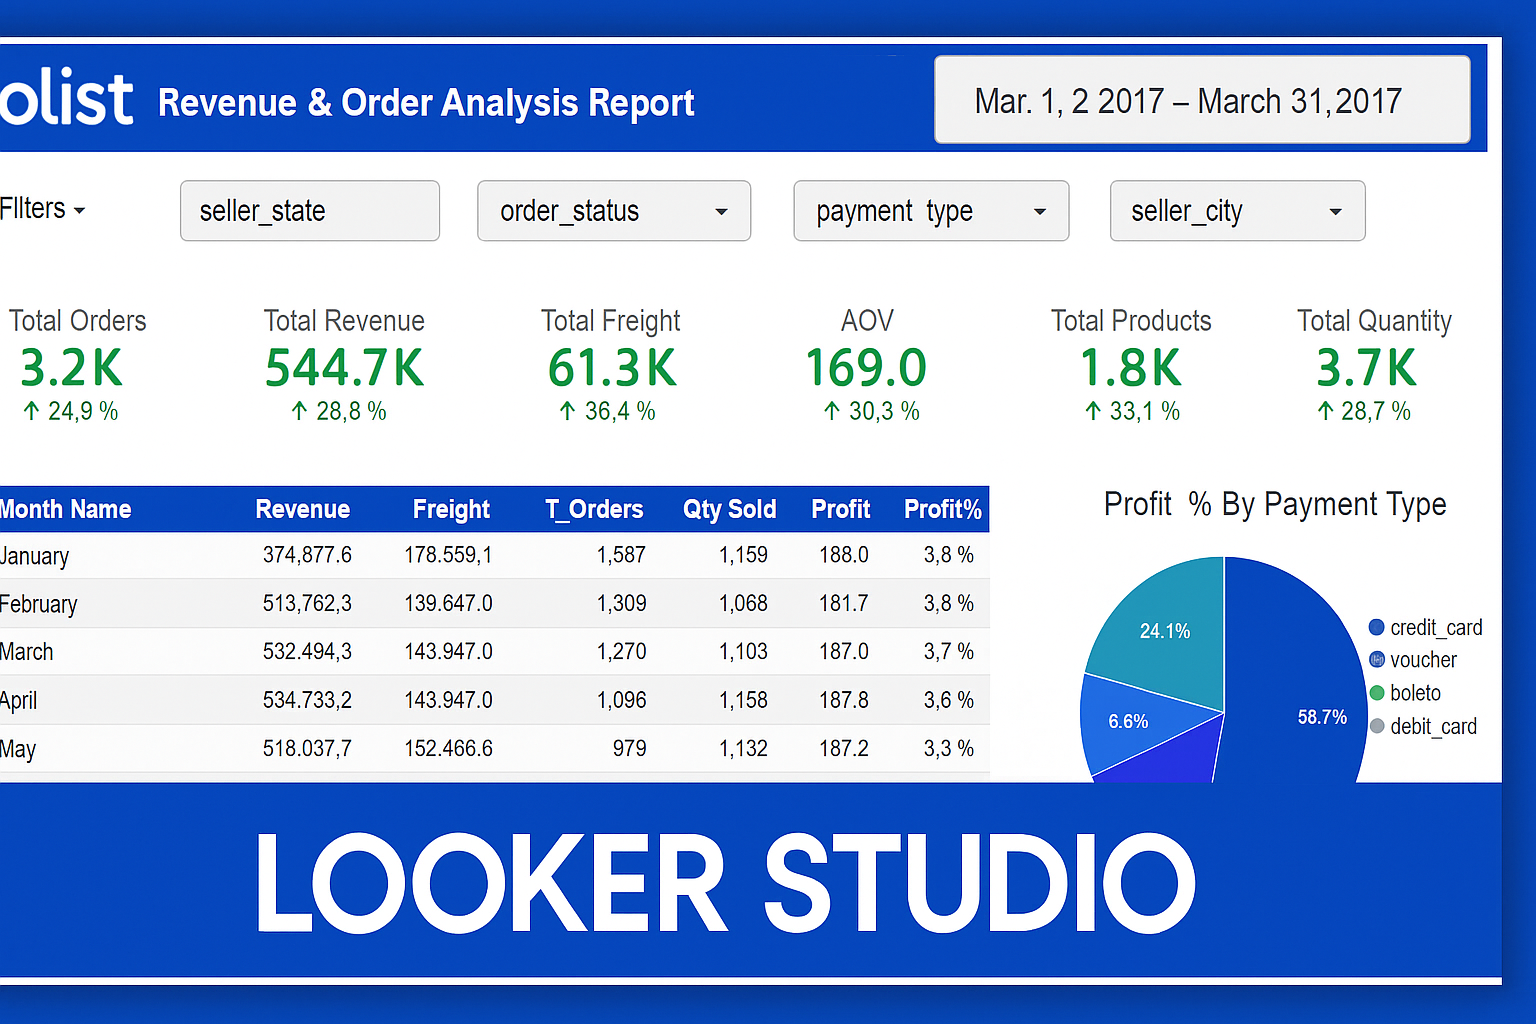 olist Revenue & Order Analysis Report Mar. 1, 2 2017 – March 31,2017
FIlters seller_state order_status payment type seller_city
Total Orders Total Revenue Total Freight AOV Total Products Total Quantity
3.2K 544.7K 61.3K 169.0 1.8K 3.7K
↑ 24,9 % ↑ 28,8 % ↑ 36,4 % ↑ 30,3 % ↑ 33,1 % ↑ 28,7 %
Month Name Revenue Freight T_Orders Qty Sold Profit Profit%
January 374,877.6 178.559,1 1,587 1,159 188.0 3,8 %
February 513,762,3 139.647.0 1,309 1,068 181.7 3,8 %
March 532.494,3 143.947.0 1,270 1,103 187.0 3,7 %
April 534.733,2 143.947.0 1,096 1,158 187.8 3,6 %
May 518.037,7 152.466.6 979 1,132 187.2 3,3 %
Profit % By Payment Type
24.1%
6.6%
58.7%
credit_card
voucher
boleto
debit_card
LOOKER STUDIO